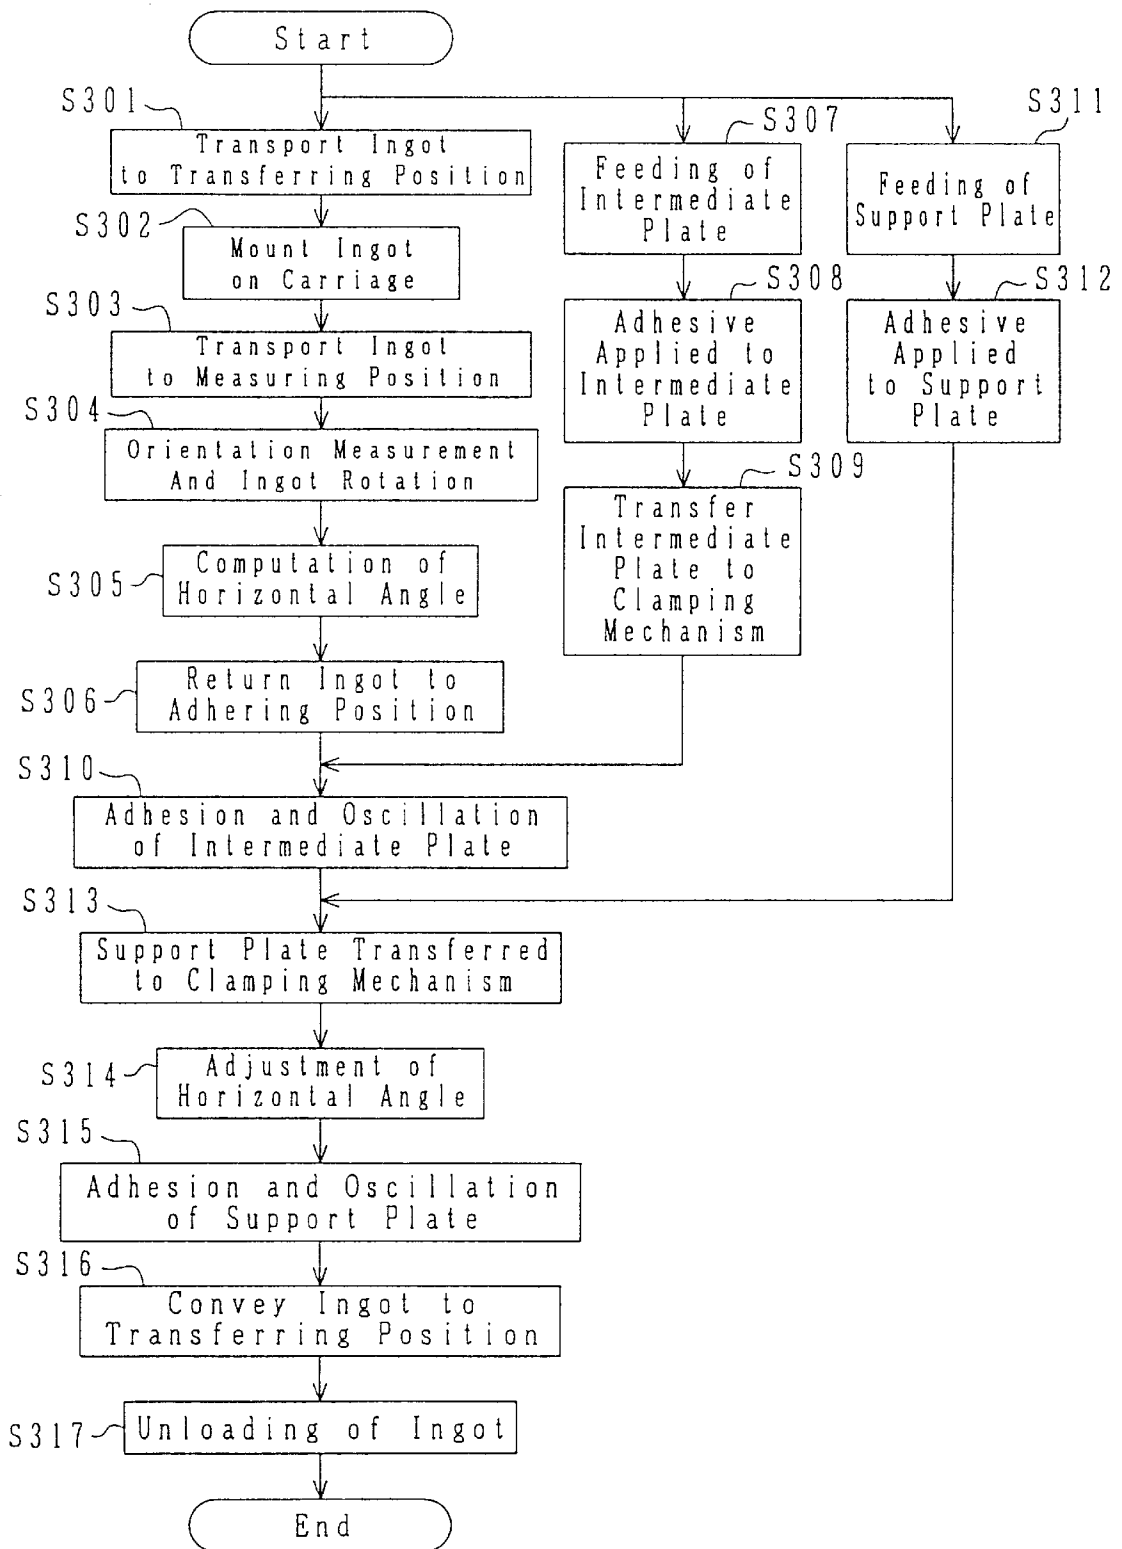 Start
S301
Transport Ingot
to Transferring Position
S302
Mount Ingot
on Carriage
S303
Transport Ingot
to Measuring Position
S304
Orientation Measurement
And Ingot Rotation
S305
Computation of
Horizontal Angle
S306
Return Ingot to
Adhering Position
S307
Feeding of
Intermediate
Plate
S308
Adhesive
Applied to
Intermediate
Plate
S309
Transfer
Intermediate
Plate to
Clamping
Mechanism
S311
Feeding of
Support Plate
S312
Adhesive
Applied
to Support
Plate
S310
Adhesion and Oscillation
of Intermediate Plate
S313
Support Plate Transferred
to Clamping Mechanism
S314
Adjustment of
Horizontal Angle
S315
Adhesion and Oscillation
of Support Plate
S316
Convey Ingot to
Transferring Position
S317
Unloading of Ingot
End